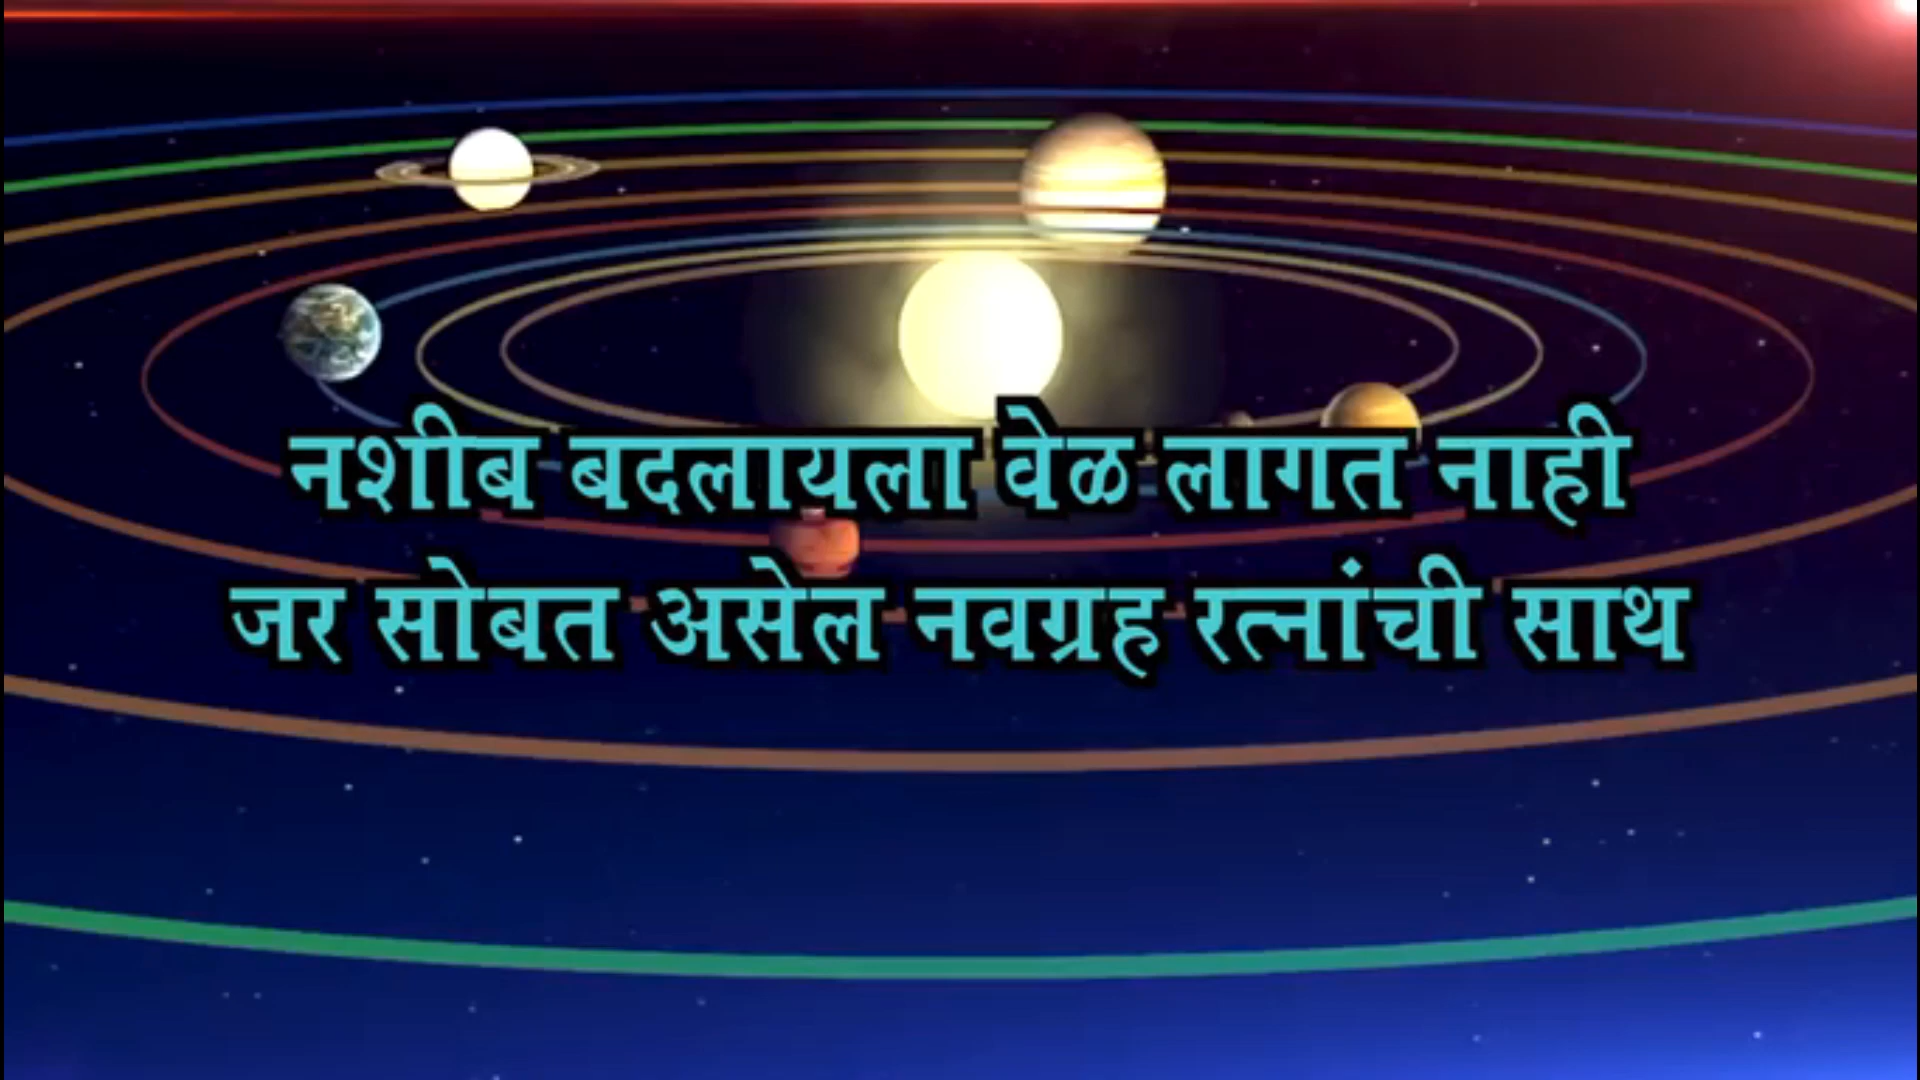 नशीब बदलायला वेळ लागत नाही
जर सोबत असेल नवग्रह रत्नांची साथ